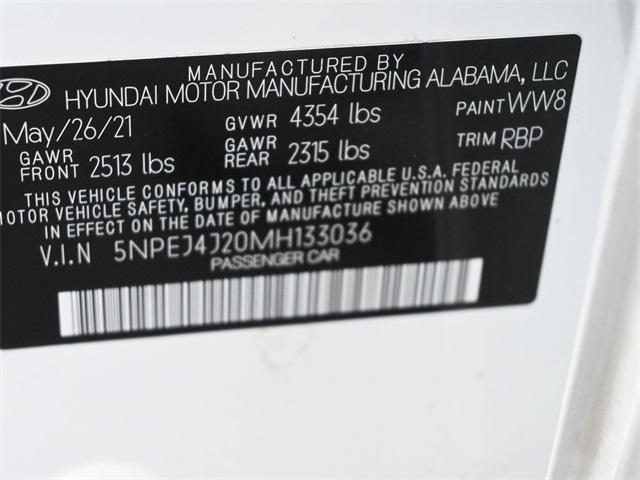 MANUFACTURED BY
HYUNDAI MOTOR MANUFACTURING ALABAMA, LLC
May/26/21 GVWR 4354 lbs PAINT WW8
GAWR FRONT 2513 lbs GAWR REAR 2315 lbs TRIM RBP
THIS VEHICLE CONFORMS TO ALL APPLICABLE U.S.A. FEDERAL
MOTOR VEHICLE SAFETY, BUMPER, AND THEFT PREVENTION STANDARDS
IN EFFECT ON THE DATE OF MANUFACTURE SHOWN ABOVE.
V.I.N 5NPEJ4J20MH133036
PASSENGER CAR